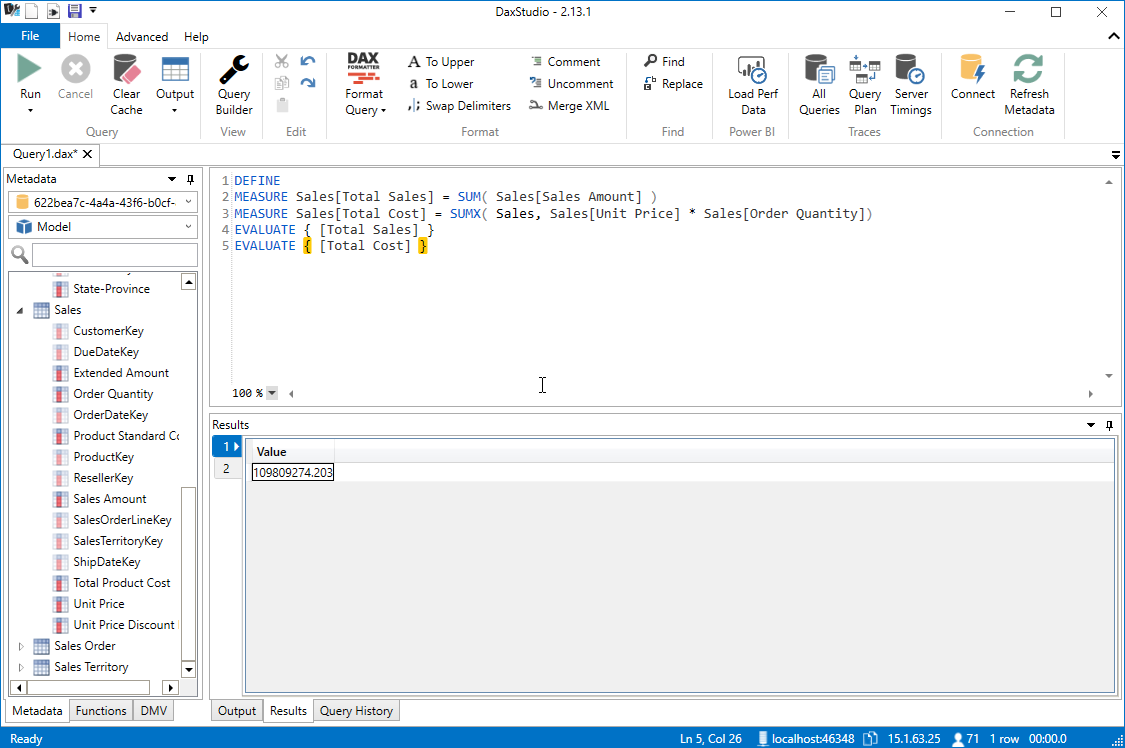 DaxStudio - 2.13.1
File Home Advanced Help
Run
Cancel
Clear Cache
Output
Query
Query Builder
View
Edit
DAX FORMATTER
Format Query
A To Upper
a To Lower
Swap Delimiters
Comment
Uncomment
Merge XML
Format
Find
Replace
Find
Load Perf Data
Power BI
All Queries
Query Plan
Server Timings
Traces
Connect
Refresh Metadata
Connection
Query1.dax*
Metadata
622bea7c-4a4a-43f6-b0cf-
Model
State-Province
Sales
CustomerKey
DueDateKey
Extended Amount
Order Quantity
OrderDateKey
Product Standard Co
ProductKey
ResellerKey
Sales Amount
SalesOrderLineKey
SalesTerritoryKey
ShipDateKey
Total Product Cost
Unit Price
Unit Price Discount
Sales Order
Sales Territory
Metadata Functions DMV
1 DEFINE
2 MEASURE Sales[Total Sales] = SUM( Sales[Sales Amount] )
3 MEASURE Sales[Total Cost] = SUMX( Sales, Sales[Unit Price] * Sales[Order Quantity])
4 EVALUATE { [Total Sales] }
5 EVALUATE { [Total Cost] }
100 %
Results
1
2
Value
109809274.203
Output Results Query History
Ready
Ln 5, Col 26 localhost:46348 15.1.63.25 71 1 row 00:00.0